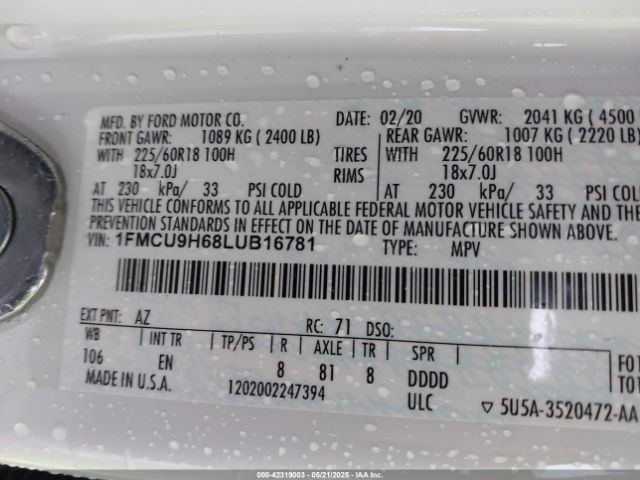 MFD. BY FORD MOTOR CO.
DATE: 02/20 GVWR: 2041 KG ( 4500
FRONT GAWR: 1089 KG ( 2400 LB)
REAR GAWR: 1007 KG ( 2220 LB)
WITH 225/60R18 100H TIRES WITH 225/60R18 100H
18x7.0J RIMS 18x7.0J
AT 230 kPa/ 33 PSI COLD AT 230 kPa/ 33 PSI COLD
THIS VEHICLE CONFORMS TO ALL APPLICABLE FEDERAL MOTOR VEHICLE SAFETY AND THE
PREVENTION STANDARDS IN EFFECT ON THE DATE OF MANUFACTURE SHOWN
VIN: 1FMCU9H68LUB16781 TYPE: MPV
EXT PNT: AZ RC: 71 DSO:
WB INT TR TP/PS R AXLE TR SPR
106 EN 8 81 8 DDDD
MADE IN U.S.A. 1202002247394 ULC
▽ 5U5A-3520472-AA
000-42319003 - 05/21/2025 - IAAI.com